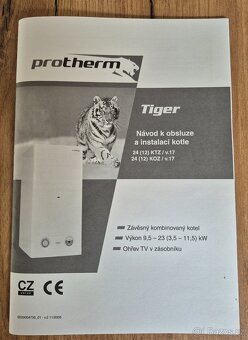 protherm
Tiger
Návod k obsluze
a instalaci kotle
24 (12) KTZ / v.17
24 (12) KOZ / v.17
Závěsný kombinovaný kotel
Výkon 9,5 – 23 (3,5 – 11,5) kW
Ohřev TV v zásobníku
CZ
CE